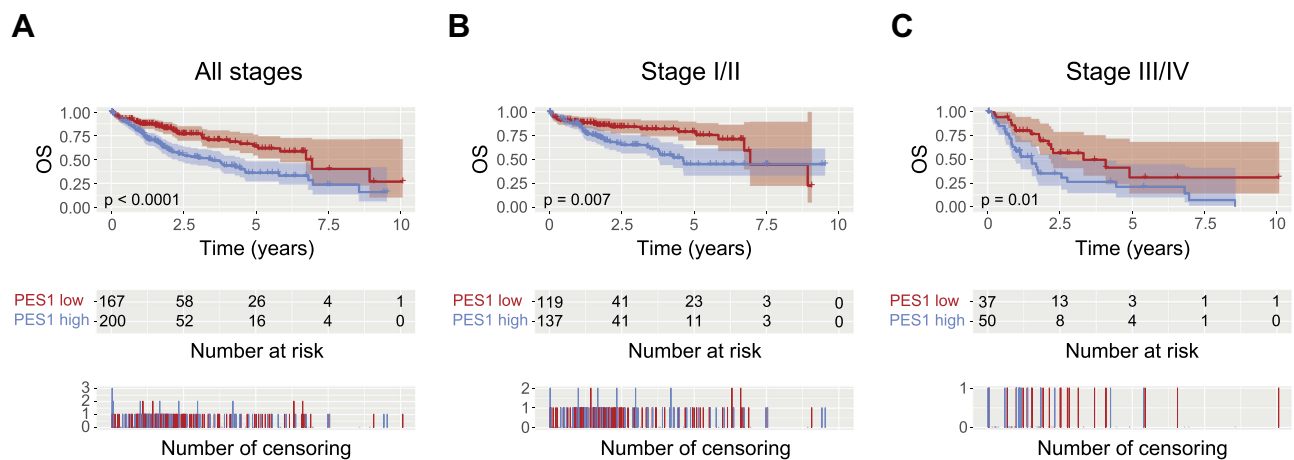 A
All stages
OS
1.00
0.75
0.50
0.25
0.00
p < 0.0001
0 2.5 5 7.5 10
Time (years)
PES1 low 167 58 26 4 1
PES1 high 200 52 16 4 0
Number at risk
3
2
1
0
Number of censoring
B
Stage I/II
OS
1.00
0.75
0.50
0.25
0.00
p = 0.007
0 2.5 5 7.5 10
Time (years)
PES1 low 119 41 23 3 0
PES1 high 137 41 11 3 0
Number at risk
2
1
0
Number of censoring
C
Stage III/IV
OS
1.00
0.75
0.50
0.25
0.00
p = 0.01
0 2.5 5 7.5 10
Time (years)
PES1 low 37 13 3 1 1
PES1 high 50 8 4 1 0
Number at risk
1
0
Number of censoring